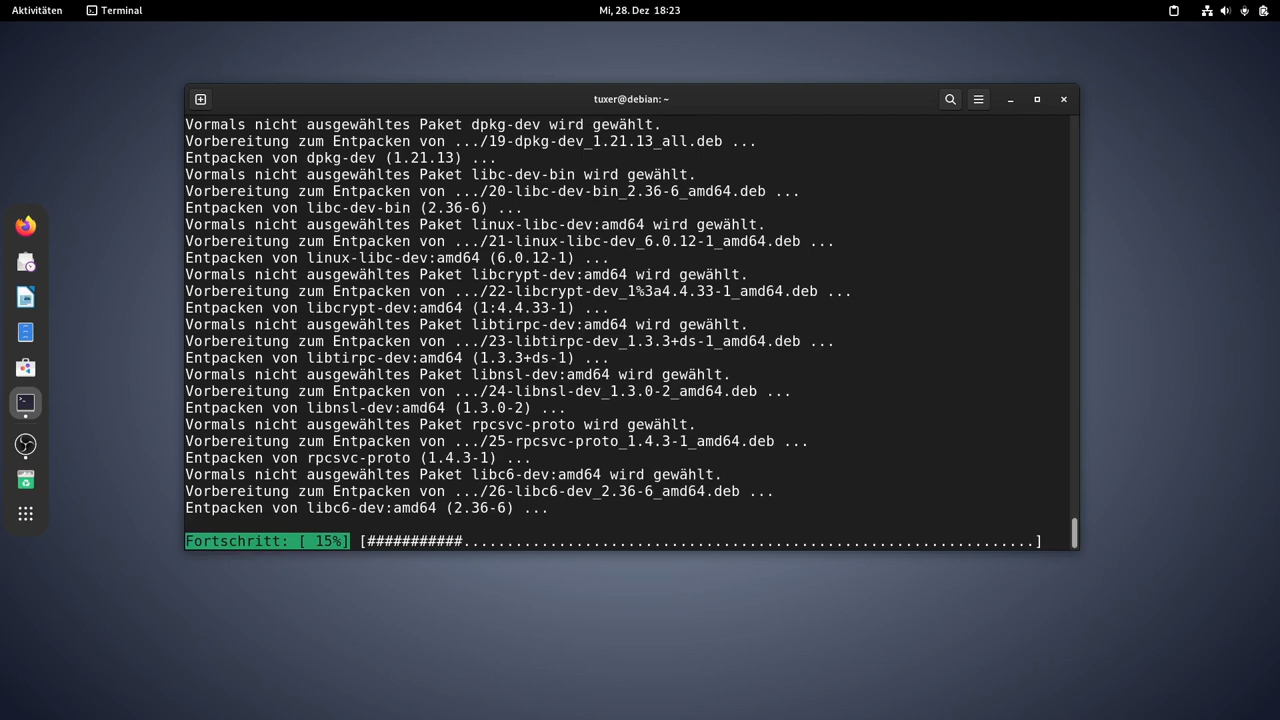 Aktivitäten Terminal Mi, 28. Dez 18:23
tuxer@debian: ~
Vormals nicht ausgewähltes Paket dpkg-dev wird gewählt.
Vorbereitung zum Entpacken von .../19-dpkg-dev_1.21.13_all.deb ...
Entpacken von dpkg-dev (1.21.13) ...
Vormals nicht ausgewähltes Paket libc-dev-bin wird gewählt.
Vorbereitung zum Entpacken von .../20-libc-dev-bin_2.36-6_amd64.deb ...
Entpacken von libc-dev-bin (2.36-6) ...
Vormals nicht ausgewähltes Paket linux-libc-dev:amd64 wird gewählt.
Vorbereitung zum Entpacken von .../21-linux-libc-dev_6.0.12-1_amd64.deb ...
Entpacken von linux-libc-dev:amd64 (6.0.12-1) ...
Vormals nicht ausgewähltes Paket libcrypt-dev:amd64 wird gewählt.
Vorbereitung zum Entpacken von .../22-libcrypt-dev_1%3a4.4.33-1_amd64.deb ...
Entpacken von libcrypt-dev:amd64 (1:4.4.33-1) ...
Vormals nicht ausgewähltes Paket libtirpc-dev:amd64 wird gewählt.
Vorbereitung zum Entpacken von .../23-libtirpc-dev_1.3.3+ds-1_amd64.deb ...
Entpacken von libtirpc-dev:amd64 (1.3.3+ds-1) ...
Vormals nicht ausgewähltes Paket libnsl-dev:amd64 wird gewählt.
Vorbereitung zum Entpacken von .../24-libnsl-dev_1.3.0-2_amd64.deb ...
Entpacken von libnsl-dev:amd64 (1.3.0-2) ...
Vormals nicht ausgewähltes Paket rpcsvc-proto wird gewählt.
Vorbereitung zum Entpacken von .../25-rpcsvc-proto_1.4.3-1_amd64.deb ...
Entpacken von rpcsvc-proto (1.4.3-1) ...
Vormals nicht ausgewähltes Paket libc6-dev:amd64 wird gewählt.
Vorbereitung zum Entpacken von .../26-libc6-dev_2.36-6_amd64.deb ...
Entpacken von libc6-dev:amd64 (2.36-6) ...
Fortschritt: [ 15%] [###########..................................................................]